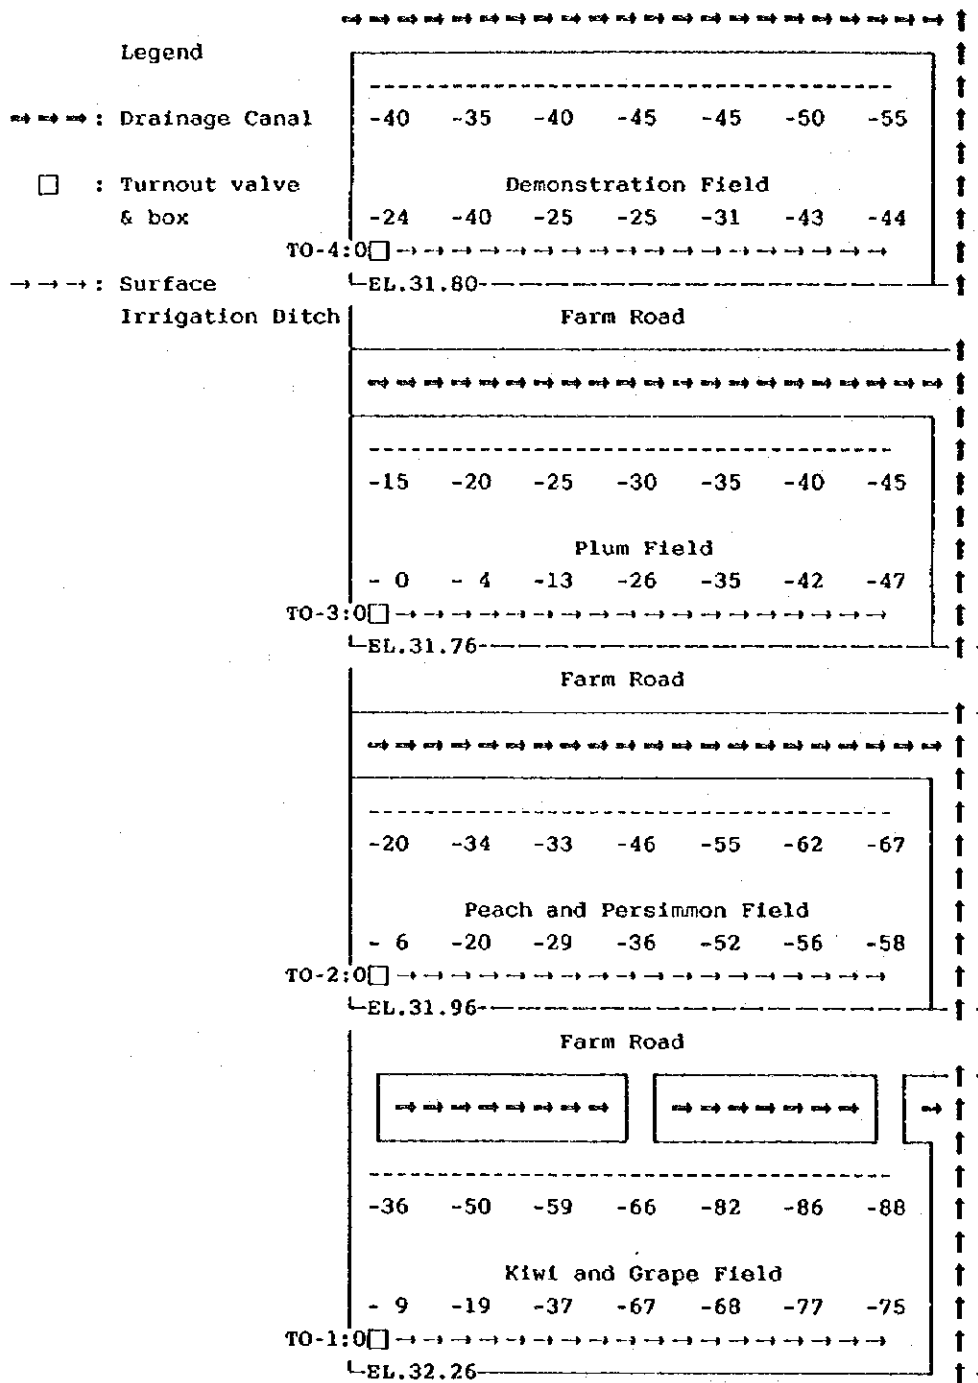 Legend
: Drainage Canal
: Turnout valve
& box
: Surface
Irrigation Ditch
-40 -35 -40 -45 -45 -50 -55
Demonstration Field
-24 -40 -25 -25 -31 -43 -44
TO-4:0
EL.31.80
Farm Road
-15 -20 -25 -30 -35 -40 -45
Plum Field
- 0 - 4 -13 -26 -35 -42 -47
TO-3:0
EL.31.76
Farm Road
-20 -34 -33 -46 -55 -62 -67
Peach and Persimmon Field
- 6 -20 -29 -36 -52 -56 -58
TO-2:0
EL.31.96
Farm Road
-36 -50 -59 -66 -82 -86 -88
Kiwi and Grape Field
- 9 -19 -37 -67 -68 -77 -75
TO-1:0
EL.32.26